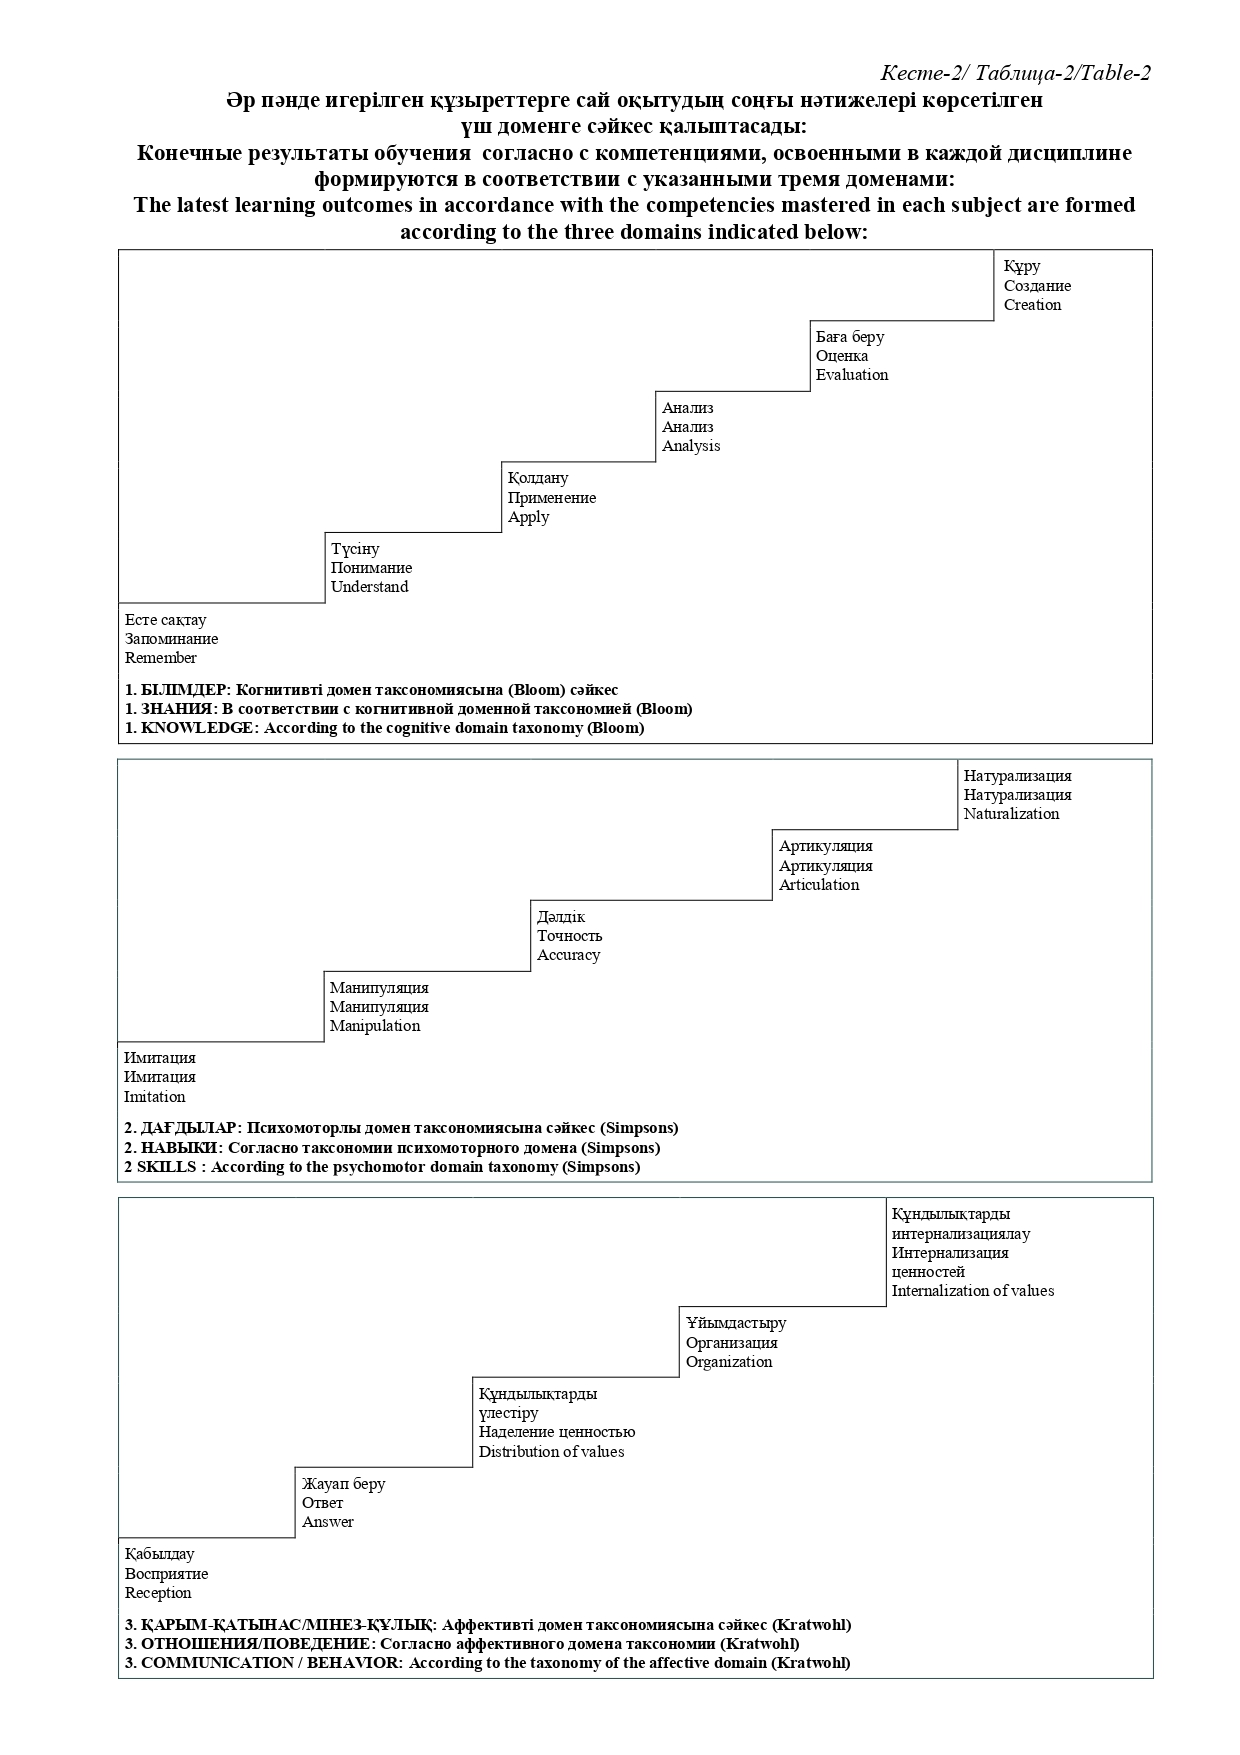 Кесте-2/ Таблица-2/Table-2
Әр пәнде игерілген құзыреттерге сай оқытудың соңғы нәтижелері көрсетілген
үш доменге сәйкес қалыптасады:
Конечные результаты обучения согласно с компетенциями, освоенными в каждой дисциплине
формируются в соответствии с указанными тремя доменами:
The latest learning outcomes in accordance with the competencies mastered in each subject are formed
according to the three domains indicated below:
Құру
Создание
Creation
Баға беру
Оценка
Evaluation
Анализ
Анализ
Analysis
Қолдану
Применение
Apply
Түсіну
Понимание
Understand
Есте сақтау
Запоминание
Remember
1. БІЛІМДЕР: Когнитивті домен таксономиясына (Bloom) сәйкес
1. ЗНАНИЯ: В соответствии с когнитивной доменной таксономией (Bloom)
1. KNOWLEDGE: According to the cognitive domain taxonomy (Bloom)
Натурализация
Натурализация
Naturalization
Артикуляция
Артикуляция
Articulation
Дәлдік
Точность
Accuracy
Манипуляция
Манипуляция
Manipulation
Имитация
Имитация
Imitation
2. ДАҒДЫЛАР: Психомоторлы домен таксономиясына сәйкес (Simpsons)
2. НАВЫКИ: Согласно таксономии психомоторного домена (Simpsons)
2 SKILLS : According to the psychomotor domain taxonomy (Simpsons)
Құндылықтарды
интернализациялау
Интернализация
ценностей
Internalization of values
Ұйымдастыру
Организация
Organization
Құндылықтарды
үлестіру
Наделение ценностью
Distribution of values
Жауап беру
Ответ
Answer
Қабылдау
Восприятие
Reception
3. ҚАРЫМ-ҚАТЫНАС/МІНЕЗ-ҚҰЛЫҚ: Аффективті домен таксономиясына сәйкес (Kratwohl)
3. ОТНОШЕНИЯ/ПОВЕДЕНИЕ: Согласно аффективного домена таксономии (Kratwohl)
3. COMMUNICATION / BEHAVIOR: According to the taxonomy of the affective domain (Kratwohl)